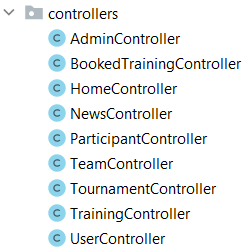 controllers
C AdminController
C BookedTrainingController
C HomeController
C NewsController
C ParticipantController
C TeamController
C TournamentController
C TrainingController
C UserController